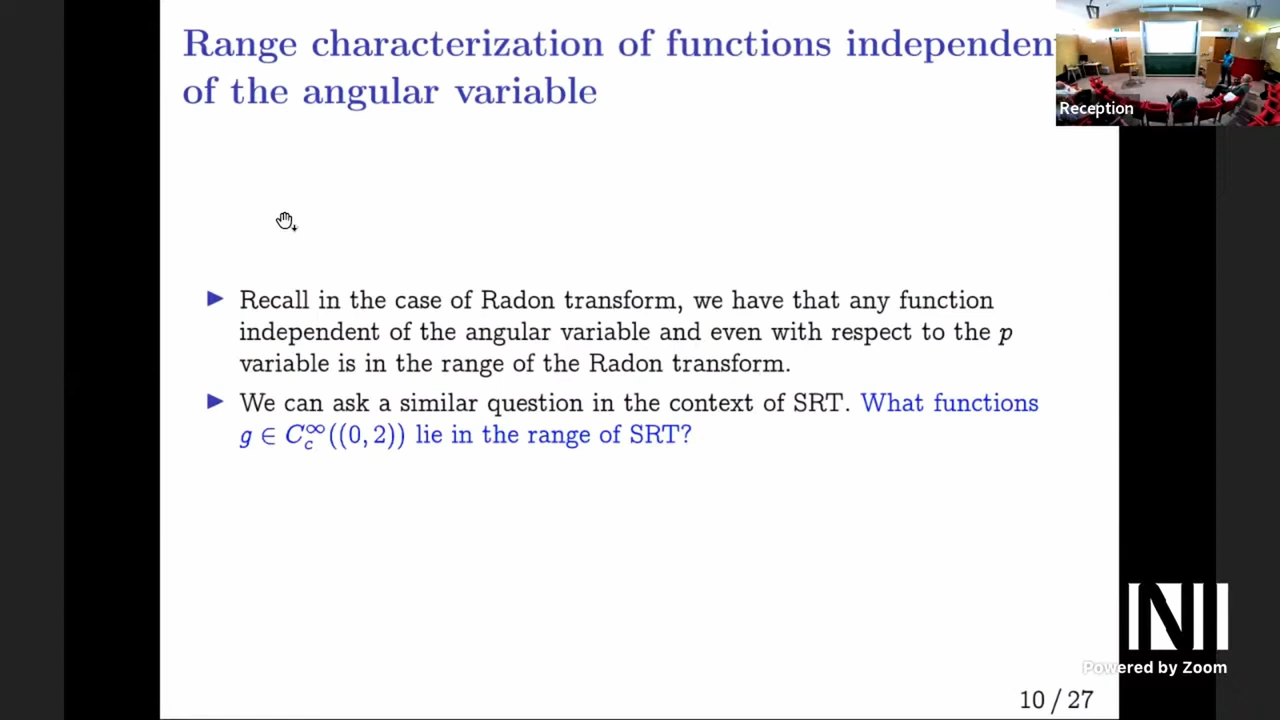 Range characterization of functions independen
of the angular variable
Reception
▶ Recall in the case of Radon transform, we have that any function
independent of the angular variable and even with respect to the p
variable is in the range of the Radon transform.
▶ We can ask a similar question in the context of SRT. What functions
g ∈ C_c^∞((0, 2)) lie in the range of SRT?
NI
Powered by Zoom
10 / 27